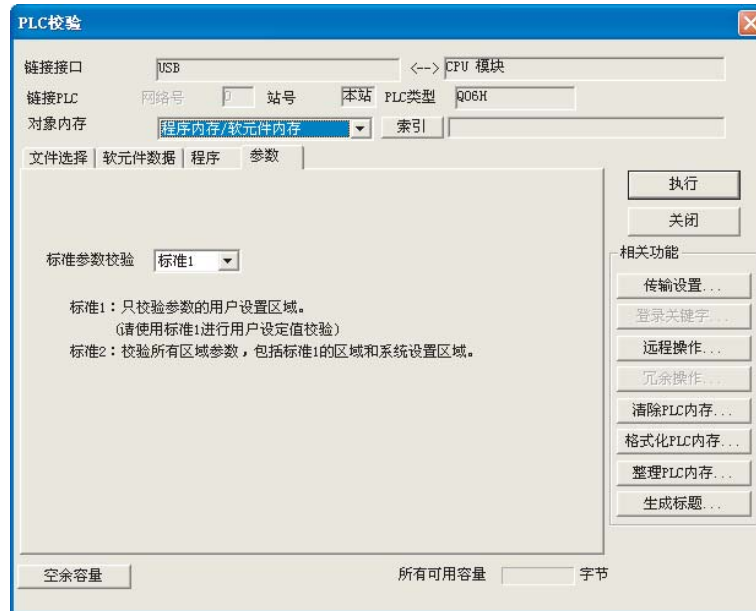 PLC校验
链接接口 USB <--> CPU 模块
链接PLC 网络号 0 站号 本站 PLC类型 Q06H
对象内存 程序内存/软元件内存 索引
文件选择 软元件数据 程序 参数
执行
关闭
标准参数校验 标准1
相关功能
传输设置...
标准1：只校验参数的用户设置区域。
(请使用标准1进行用户设定值校验)
登录关键字...
标准2：校验所有区域参数，包括标准1的区域和系统设置区域。
远程操作...
冗余操作...
清除PLC内存...
格式化PLC内存...
整理PLC内存...
生成标题...
空余容量 所有可用容量 字节